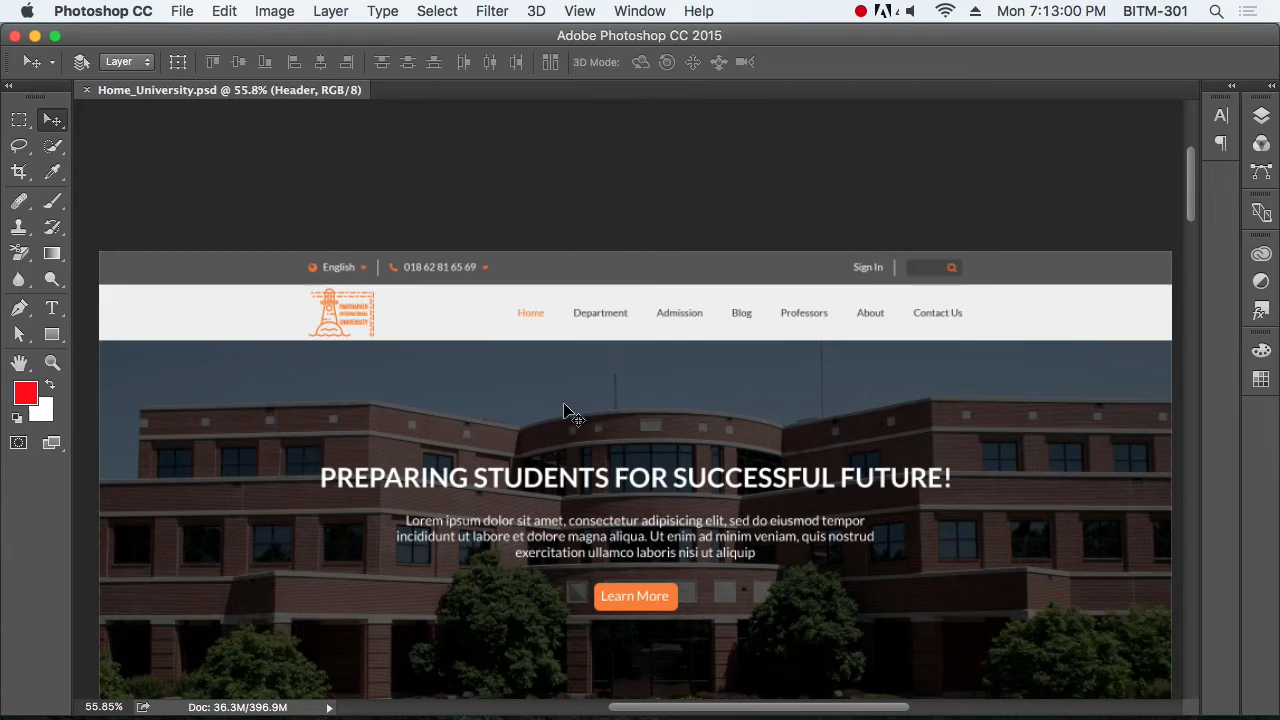 Photoshop CC File Edit Image Layer Type Select Filter 3D View Window Help Mon 7:13:00 PM BITM-301
Adobe Photoshop CC 2015
Layer 3D Mode:
× Home_University.psd @ 55.8% (Header, RGB/8)
English 018 62 81 65 69 Sign In
PANTHAPATH
INTERNATIONAL
UNIVERSITY
Home Department Admission Blog Professors About Contact Us
PREPARING STUDENTS FOR SUCCESSFUL FUTURE!
Lorem ipsum dolor sit amet, consectetur adipisicing elit, sed do eiusmod tempor
incididunt ut labore et dolore magna aliqua. Ut enim ad minim veniam, quis nostrud
exercitation ullamco laboris nisi ut aliquip
Learn More
55.85% Doc: 36.3M/396.9M